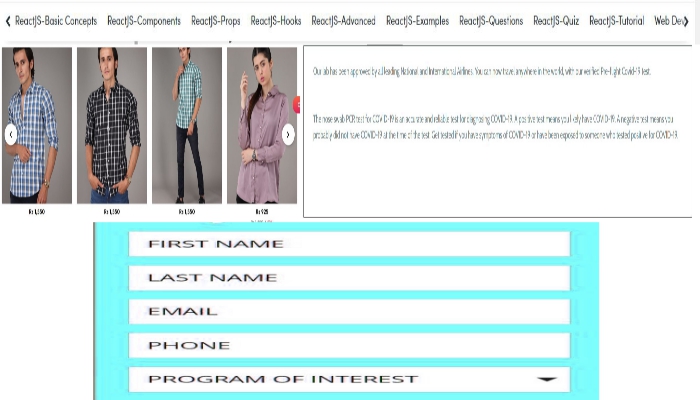 ReactJS-Basic Concepts ReactJS-Components ReactJS-Props ReactJS-Hooks ReactJS-Advanced ReactJS-Examples ReactJS-Questions ReactJS-Quiz ReactJS-Tutorial Web Dev
Our lab has been approved by all leading National and International Airlines. You can now travel anywhere in the world, with our verified Pre-flight Covid-19 test.
The nose swab PCR test for COVID-19 is an accurate and reliable test for diagnosing COVID-19. A positive test means you likely have COVID-19. A negative test means you
probably did not have COVID-19 at the time of the test. Get tested if you have symptoms of COVID-19 or have been exposed to someone who tested positive for COVID-19.
Rs 1,550 Rs 1,550 Rs 1,550 Rs 925
FIRST NAME
LAST NAME
EMAIL
PHONE
PROGRAM OF INTEREST